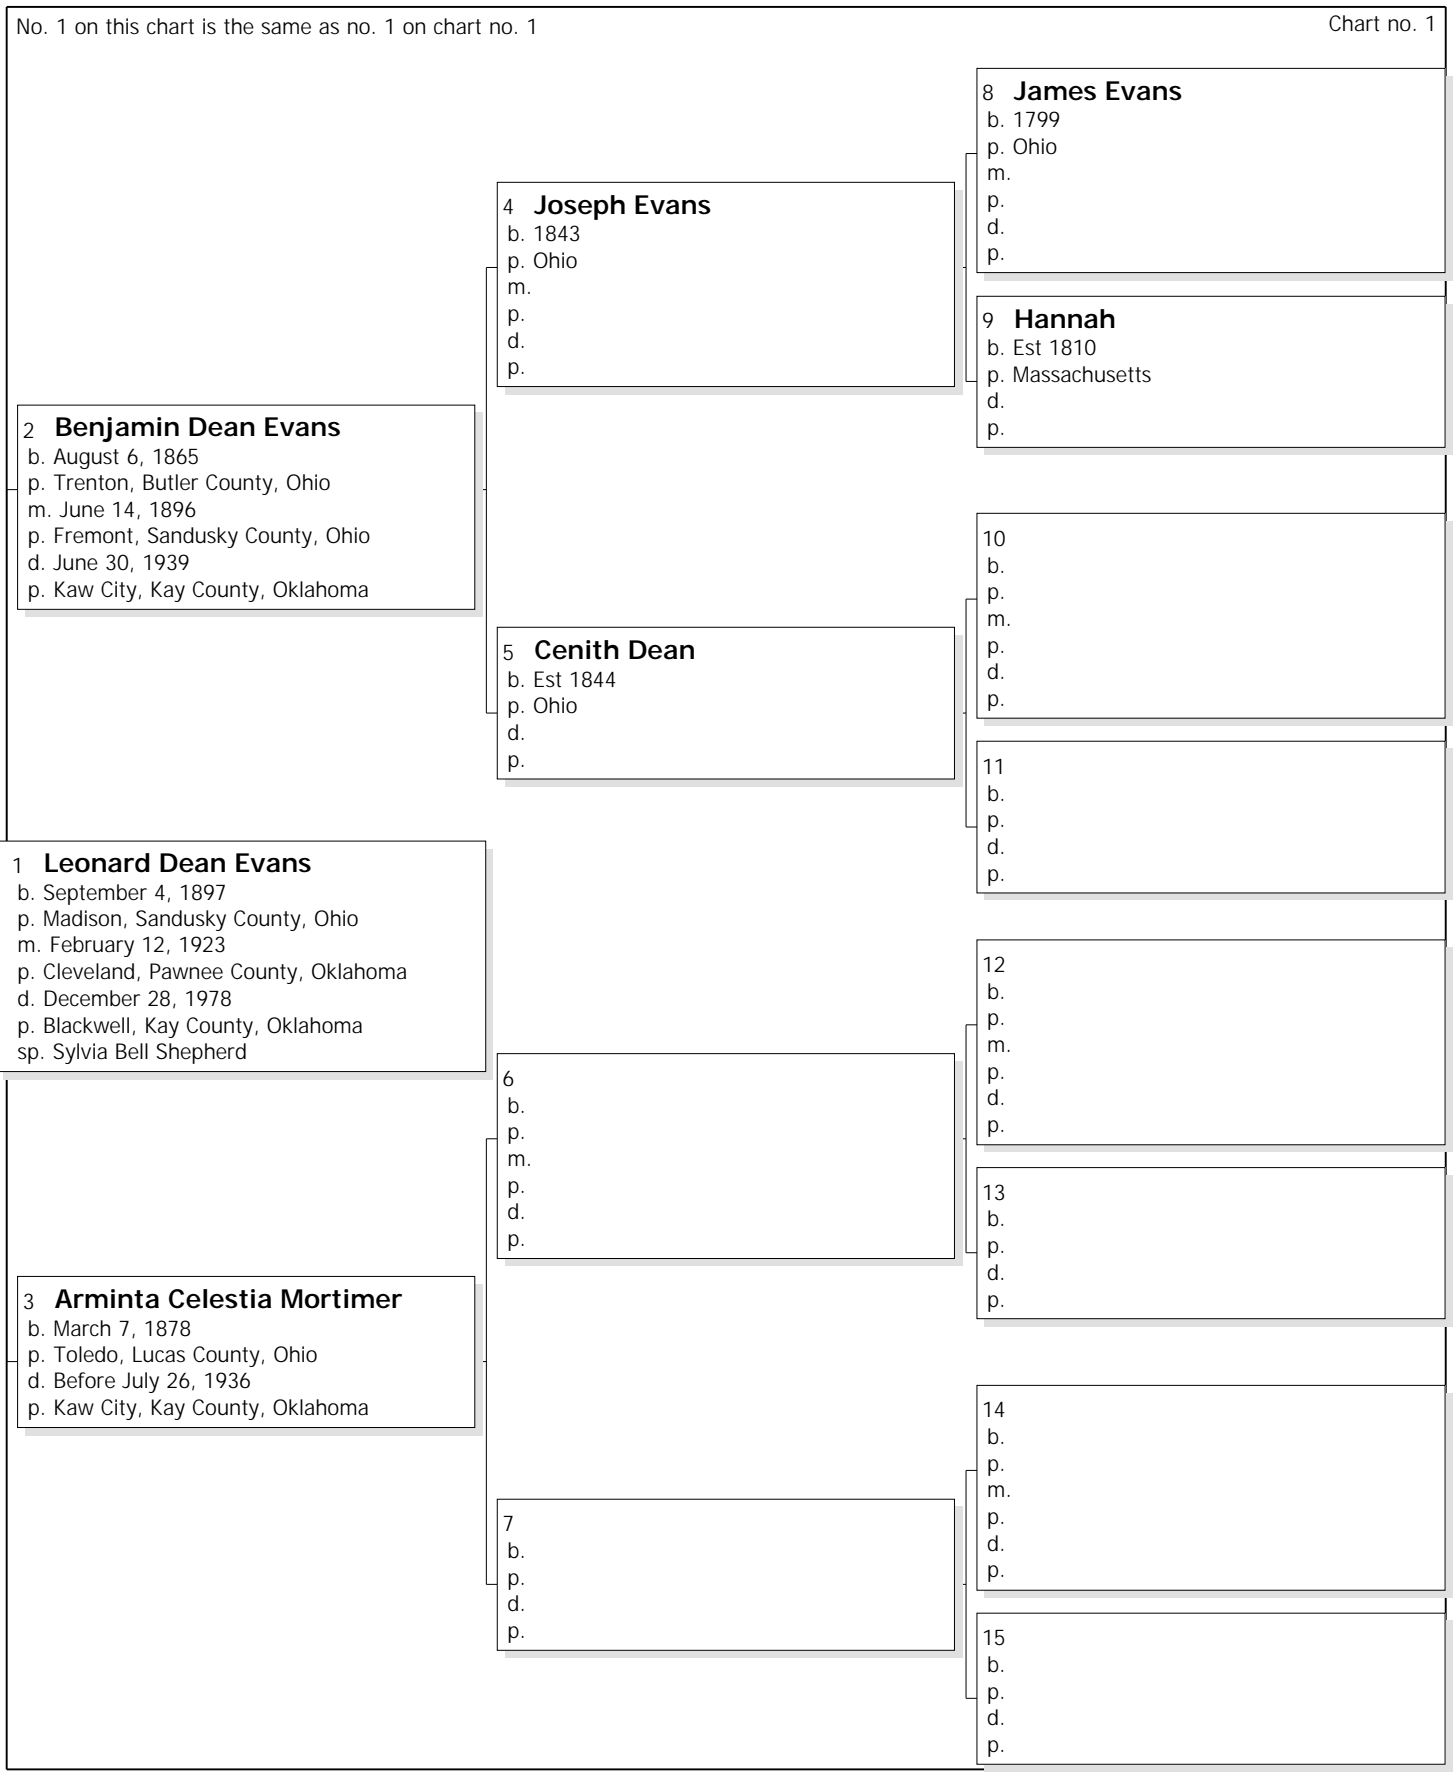 No. 1 on this chart is the same as no. 1 on chart no. 1
Chart no. 1
8 James Evans
b. 1799
p. Ohio
m.
p.
d.
p.
4 Joseph Evans
b. 1843
p. Ohio
m.
p.
d.
p.
9 Hannah
b. Est 1810
p. Massachusetts
d.
p.
2 Benjamin Dean Evans
b. August 6, 1865
p. Trenton, Butler County, Ohio
m. June 14, 1896
p. Fremont, Sandusky County, Ohio
d. June 30, 1939
p. Kaw City, Kay County, Oklahoma
10
b.
p.
m.
p.
d.
p.
5 Cenith Dean
b. Est 1844
p. Ohio
d.
p.
11
b.
p.
d.
p.
1 Leonard Dean Evans
b. September 4, 1897
p. Madison, Sandusky County, Ohio
m. February 12, 1923
p. Cleveland, Pawnee County, Oklahoma
d. December 28, 1978
p. Blackwell, Kay County, Oklahoma
sp. Sylvia Bell Shepherd
12
b.
p.
m.
p.
d.
p.
6
b.
p.
m.
p.
d.
p.
13
b.
p.
d.
p.
3 Arminta Celestia Mortimer
b. March 7, 1878
p. Toledo, Lucas County, Ohio
d. Before July 26, 1936
p. Kaw City, Kay County, Oklahoma
14
b.
p.
m.
p.
d.
p.
7
b.
p.
d.
p.
15
b.
p.
d.
p.